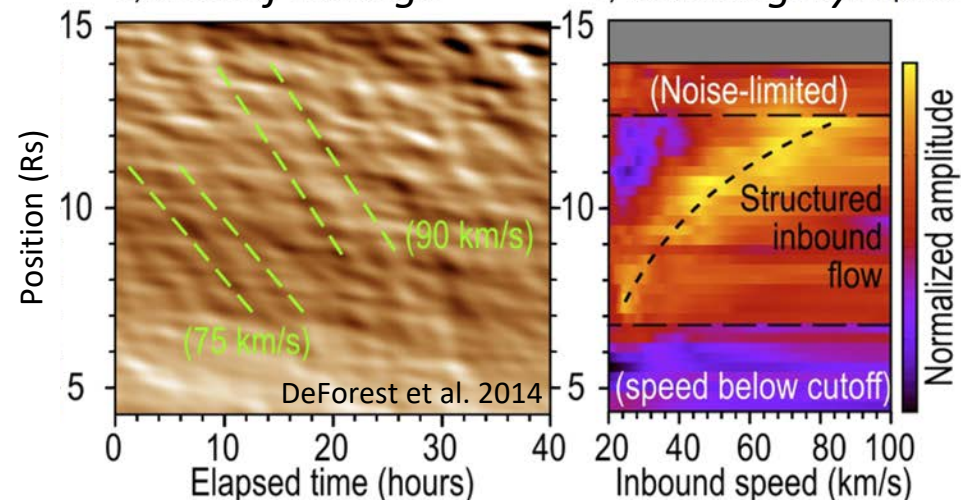 15
10
5
Position (Rs)
(75 km/s)
(90 km/s)
DeForest et al. 2014
0 10 20 30 40
Elapsed time (hours)
15
10
5
(Noise-limited)
Structured
inbound
flow
(speed below cutoff)
20 40 60 80 100
Inbound speed (km/s)
Normalized amplitude